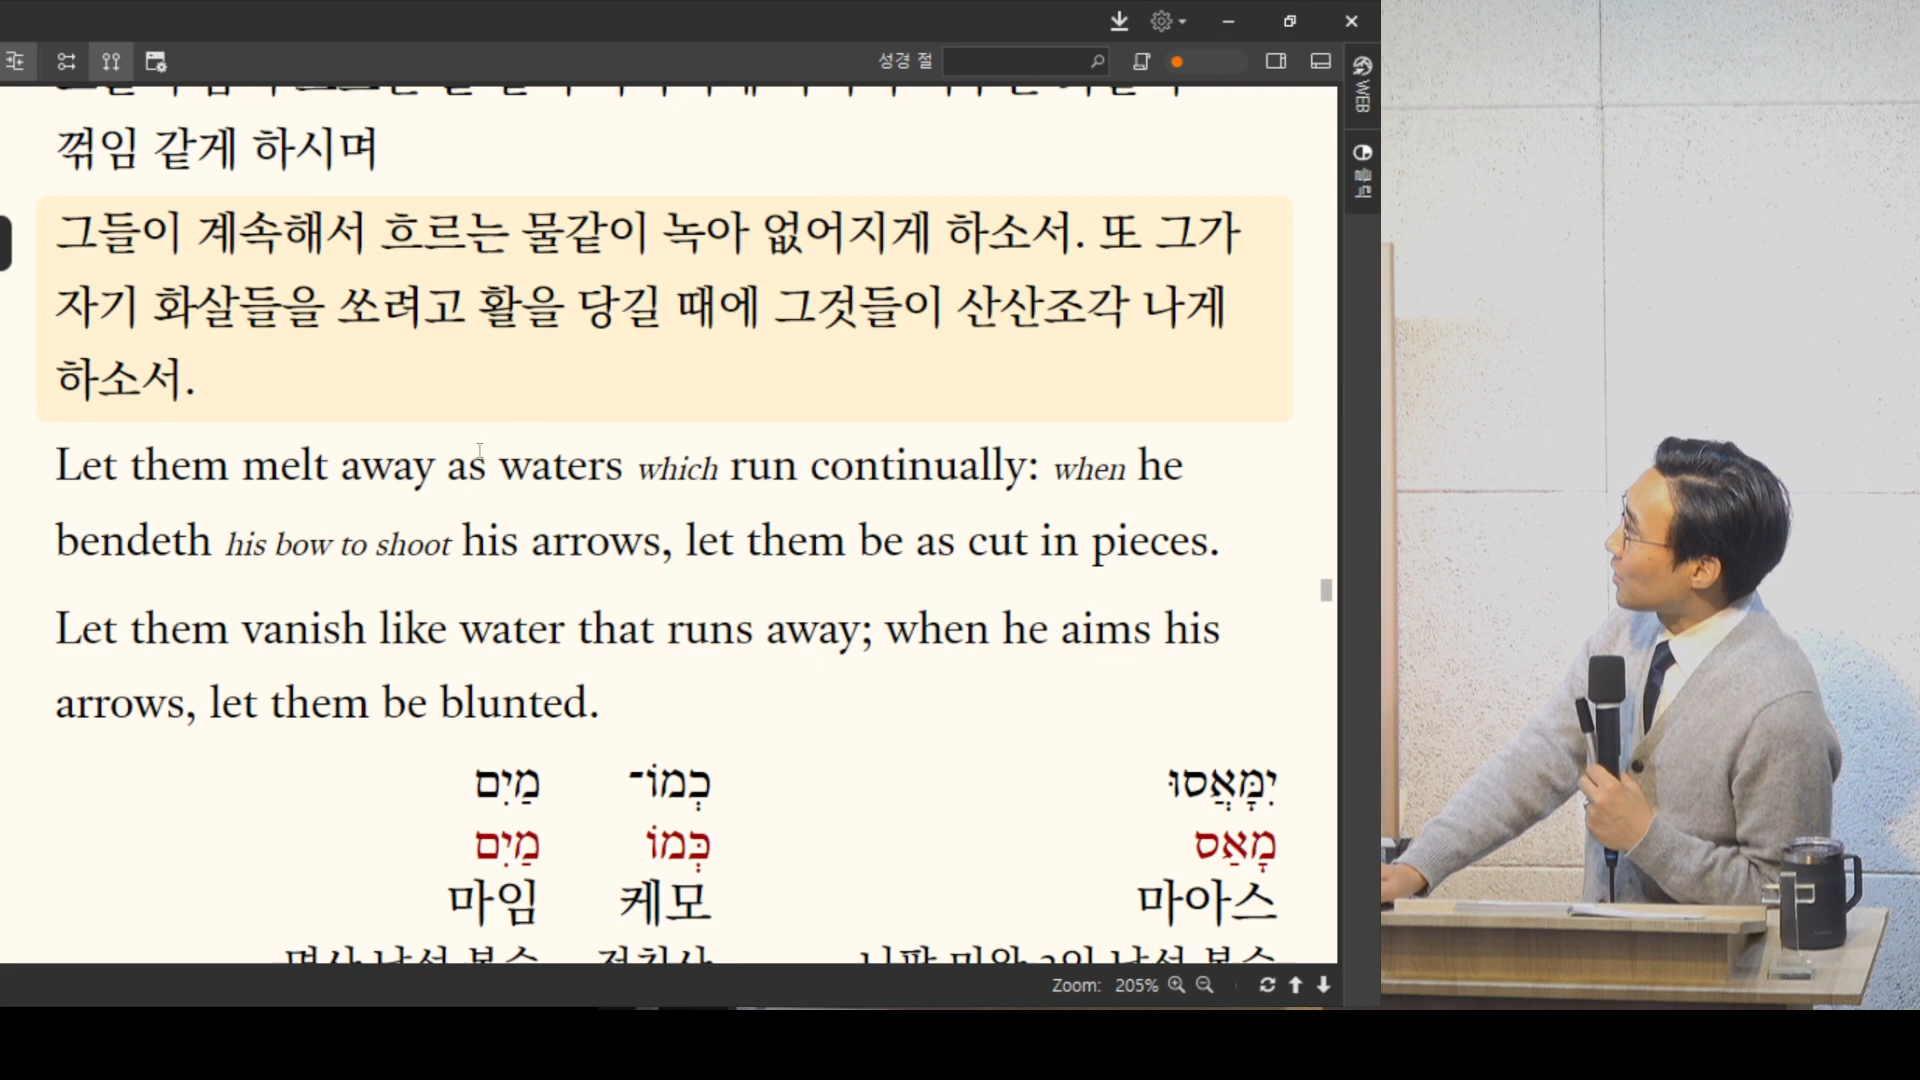 성경 절
WEB
클릭
꺾임 같게 하시며
그들이 계속해서 흐르는 물같이 녹아 없어지게 하소서. 또 그가
자기 화살들을 쏘려고 활을 당길 때에 그것들이 산산조각 나게
하소서.
Let them melt away as waters which run continually: when he
bendeth his bow to shoot his arrows, let them be as cut in pieces.
Let them vanish like water that runs away; when he aims his
arrows, let them be blunted.
יִמָּאֲסוּ כְמוֹ־ מַיִם
מָאַס כְּמוֹ מַיִם
마임 케모 마아스
Zoom: 205%